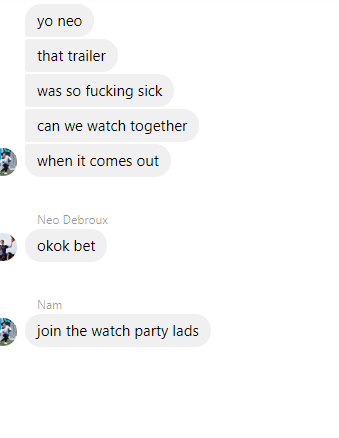 yo neo
that trailer
was so fucking sick
can we watch together
when it comes out
Neo Debroux
okok bet
Nam
join the watch party lads